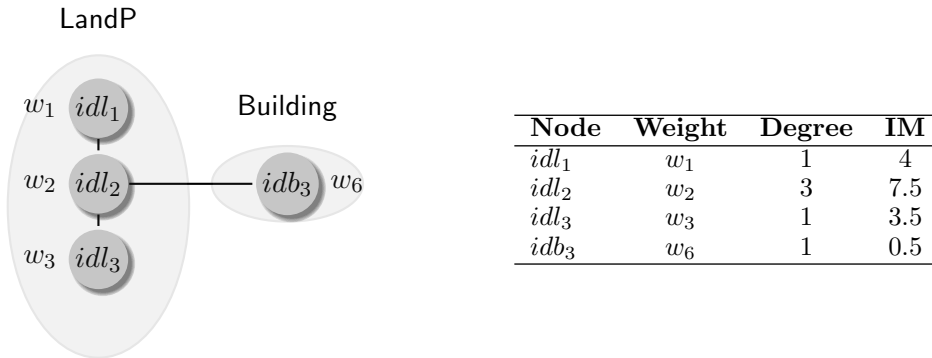 LandP
Building
w₁ idl₁
w₂ idl₂ idb₃ w₆
w₃ idl₃
Node Weight Degree IM
idl₁ w₁ 1 4
idl₂ w₂ 3 7.5
idl₃ w₃ 1 3.5
idb₃ w₆ 1 0.5